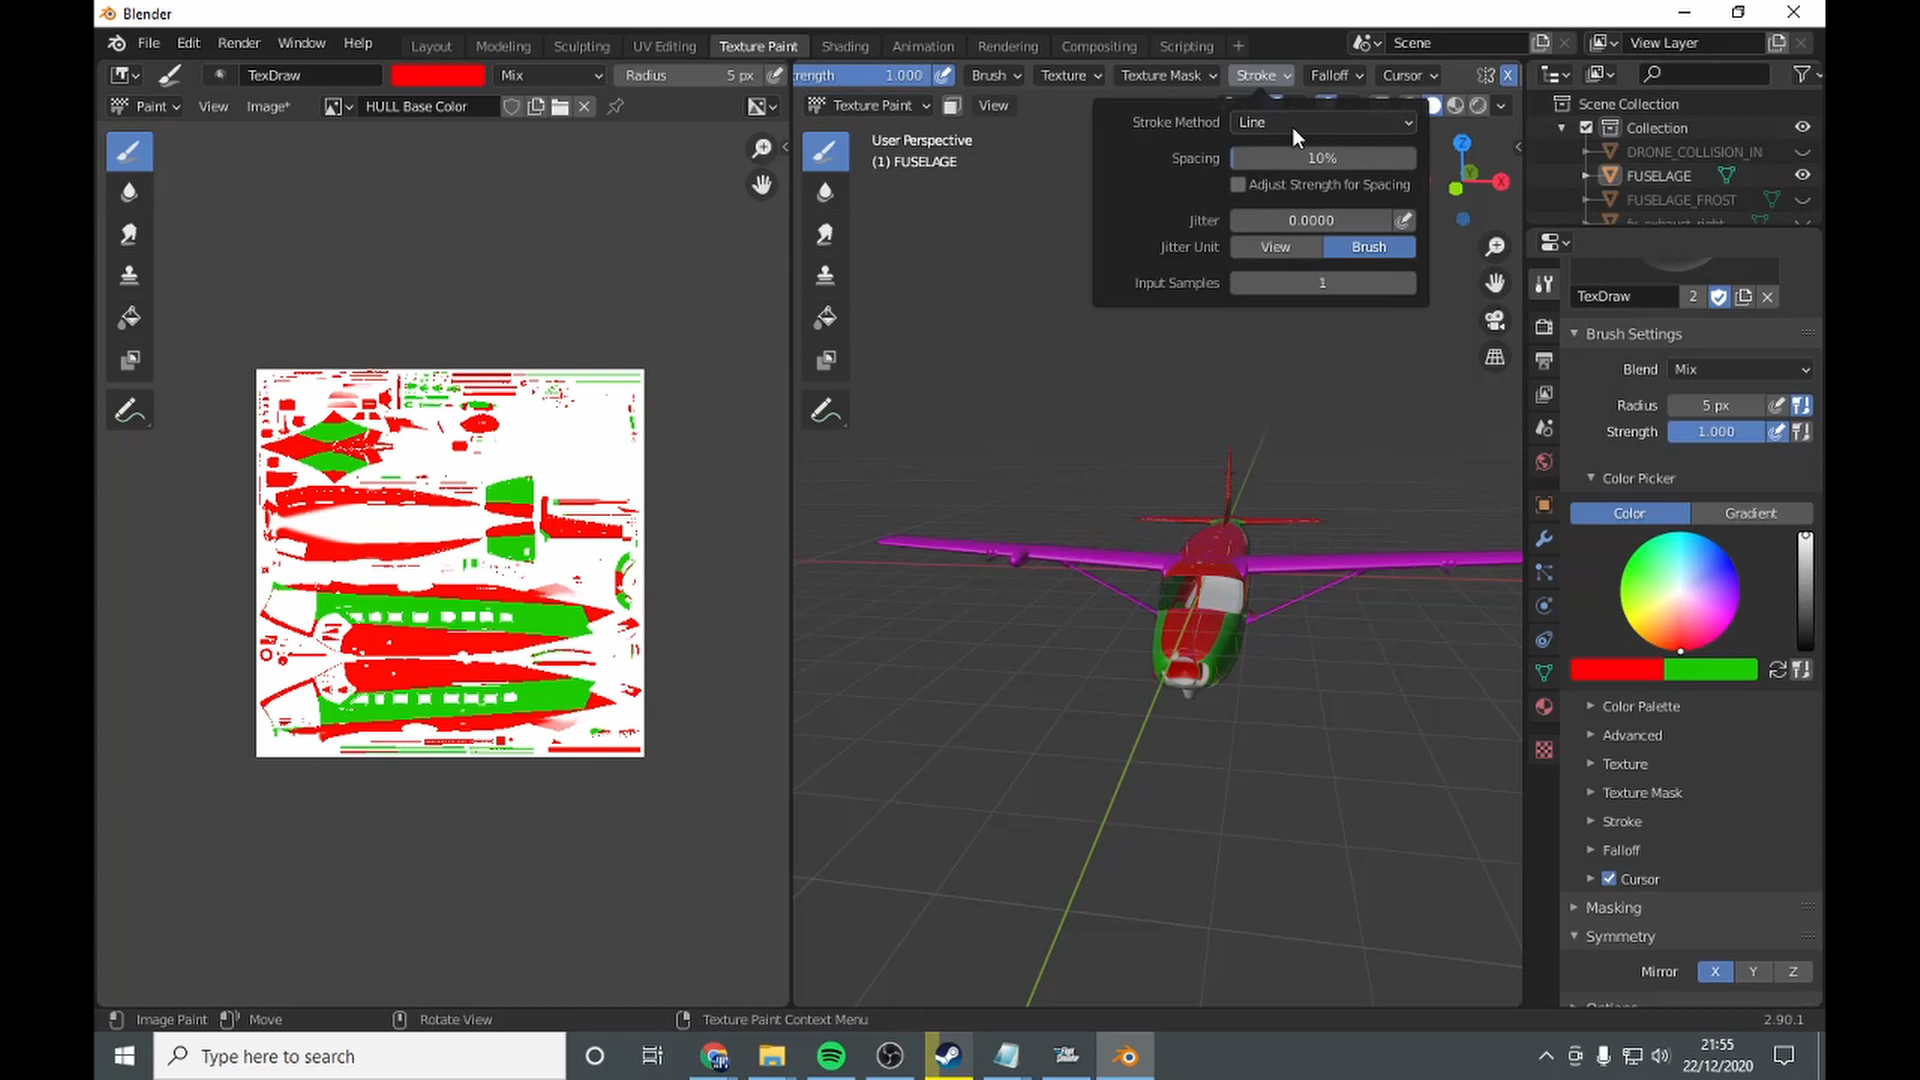 Blender
File Edit Render Window Help
Layout Modeling Sculpting UV Editing Texture Paint Shading Animation Rendering Compositing Scripting +
Scene
View Layer
TexDraw Mix Radius 5 px
rength 1.000 Brush Texture Texture Mask Stroke Falloff Cursor X
Paint View Image* HULL Base Color
Texture Paint View
User Perspective
(1) FUSELAGE
Stroke Method Line
Spacing 10%
Adjust Strength for Spacing
Jitter 0.0000
Jitter Unit View Brush
Input Samples 1
Z
Y
X
Scene Collection
Collection
DRONE_COLLISION_IN
FUSELAGE
FUSELAGE_FROST
fx_exhaust_right
TexDraw 2
Brush Settings
Blend Mix
Radius 5 px
Strength 1.000
Color Picker
Color Gradient
Color Palette
Advanced
Texture
Texture Mask
Stroke
Falloff
Cursor
Masking
Symmetry
Mirror X Y Z
Options
Image Paint Move Rotate View Texture Paint Context Menu 2.90.1
Type here to search
21:55
22/12/2020